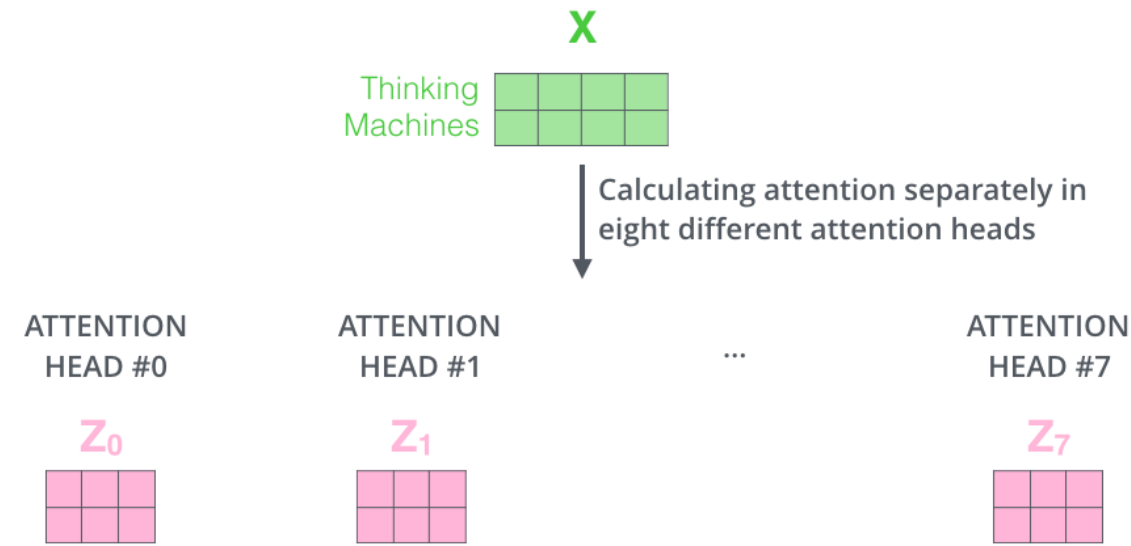 X
Thinking
Machines
Calculating attention separately in
eight different attention heads
ATTENTION
HEAD #0
ATTENTION
HEAD #1
...
ATTENTION
HEAD #7
Z₀
Z₁
Z₇